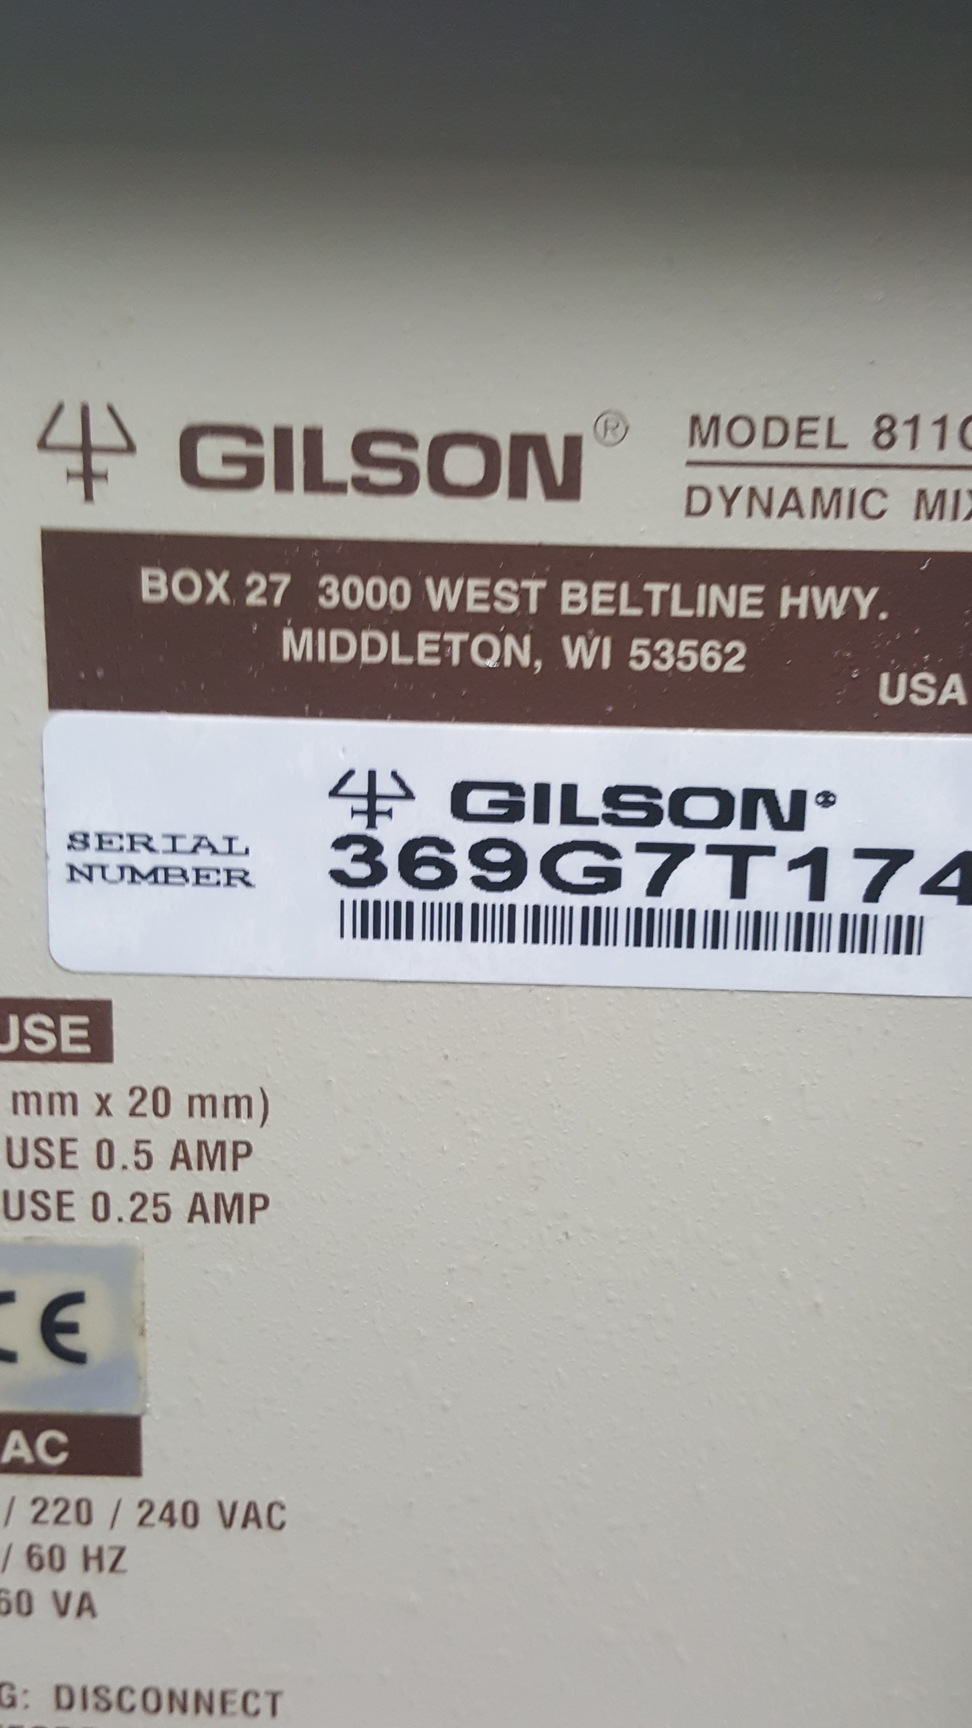 GILSON®
MODEL 811C
DYNAMIC MIX
BOX 27 3000 WEST BELTLINE HWY.
MIDDLETON, WI 53562
USA
GILSON®
SERIAL
NUMBER
369G7T174
USE
mm x 20 mm)
USE 0.5 AMP
USE 0.25 AMP
CE
AC
/ 220 / 240 VAC
/ 60 HZ
60 VA
G: DISCONNECT